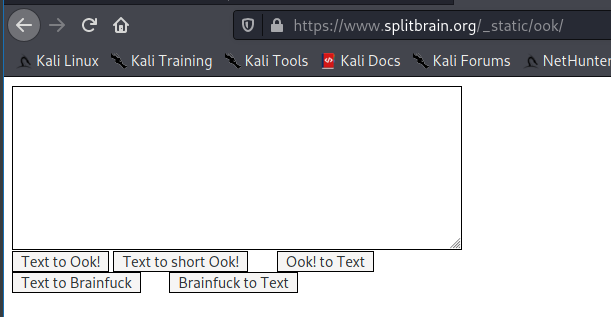 https://www.splitbrain.org/_static/ook/
Kali Linux Kali Training Kali Tools Kali Docs Kali Forums NetHunter
Text to Ook! Text to short Ook! Ook! to Text
Text to Brainfuck Brainfuck to Text